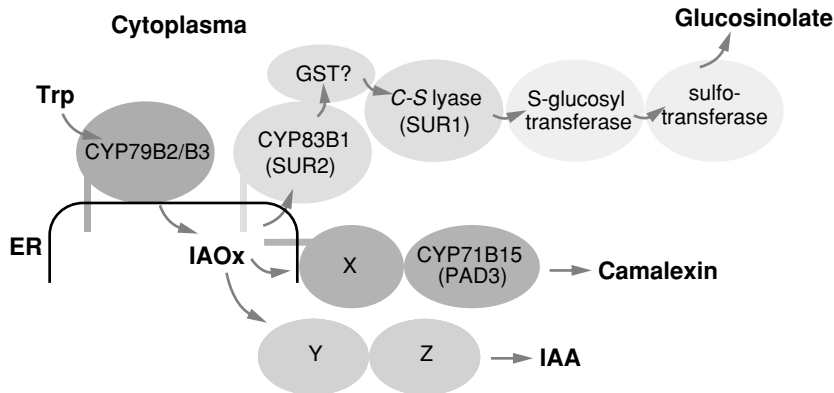 Glucosinolate
Cytoplasm
GST?
Trp
C-S lyase
(SUR1)
S-glucosyl
transferase
sulfo-
transferase
CYP79B2/B3
CYP83B1
(SUR2)
ER
IAOx
X
CYP71B15
(PAD3)
Camalexin
Y
Z
IAA